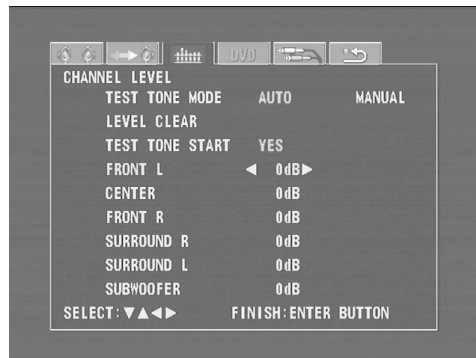 DVD
CHANNEL LEVEL
TEST TONE MODE AUTO MANUAL
LEVEL CLEAR
TEST TONE START YES
FRONT L ◀ 0dB▶
CENTER 0dB
FRONT R 0dB
SURROUND R 0dB
SURROUND L 0dB
SUBWOOFER 0dB
SELECT:▼▲◀▶ FINISH:ENTER BUTTON